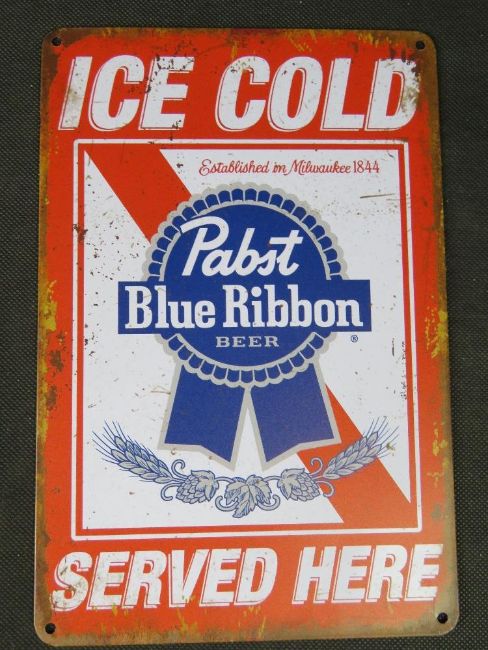 ICE COLD
Established in Milwaukee 1844
Pabst
Blue Ribbon
BEER ®
SERVED HERE